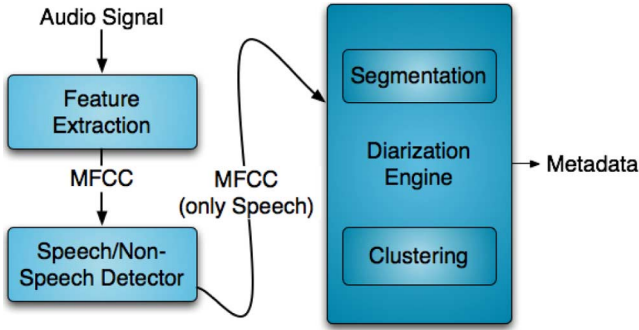 Audio Signal
Feature
Extraction
MFCC
Speech/Non-
Speech Detector
MFCC
(only Speech)
Segmentation
Diarization
Engine
Clustering
Metadata